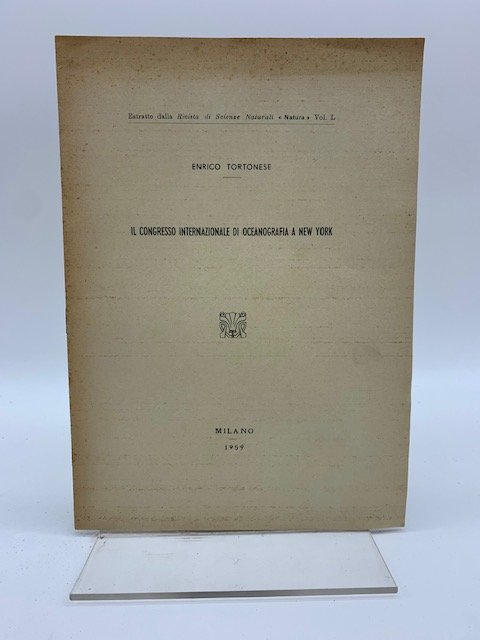 Estratto dalla Rivista di Scienze Naturali « Natura » Vol. L
ENRICO TORTONESE
IL CONGRESSO INTERNAZIONALE DI OCEANOGRAFIA A NEW YORK
MILANO
1959